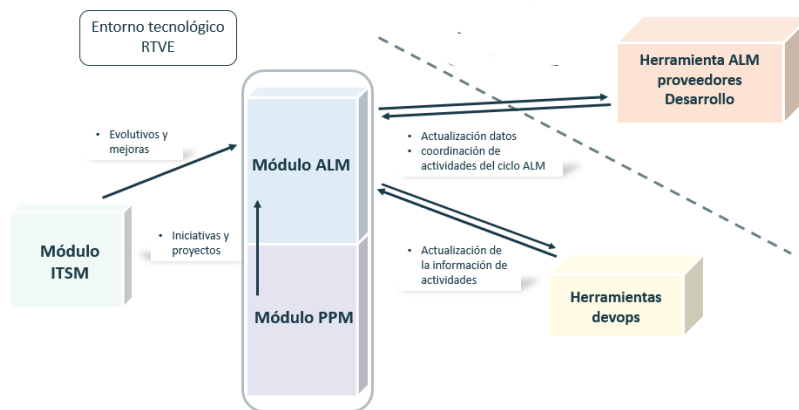 Entorno tecnológico
RTVE
Herramienta ALM
proveedores
Desarrollo
• Evolutivos y
mejoras
• Actualización datos
• coordinación de
actividades del ciclo ALM
Módulo ALM
Módulo
ITSM
• Iniciativas y
proyectos
• Actualización de
la información de
actividades
Módulo PPM
Herramientas
devops